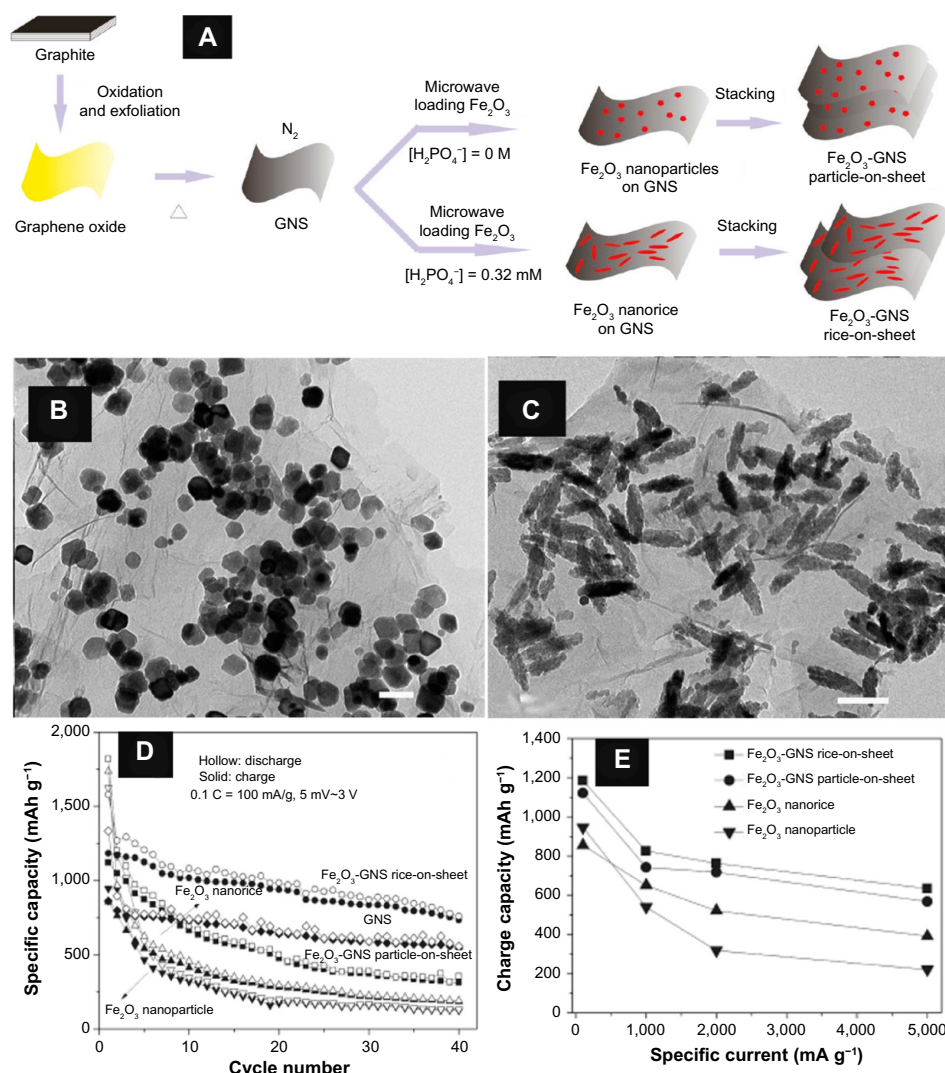 A
Graphite
Oxidation
and exfoliation
Graphene oxide
△
N₂
GNS
Microwave
loading Fe₂O₃
[H₂PO₄⁻] = 0 M
Microwave
loading Fe₂O₃
[H₂PO₄⁻] = 0.32 mM
Fe₂O₃ nanoparticles
on GNS
Stacking
Fe₂O₃-GNS
particle-on-sheet
Fe₂O₃ nanorice
on GNS
Stacking
Fe₂O₃-GNS
rice-on-sheet
B
C
D
2,000
1,500
1,000
500
0
Specific capacity (mAh g⁻¹)
Hollow: discharge
Solid: charge
0.1 C = 100 mA/g, 5 mV~3 V
Fe₂O₃-GNS rice-on-sheet
Fe₂O₃ nanorice
GNS
Fe₂O₃-GNS particle-on-sheet
Fe₂O₃ nanoparticle
0 10 20 30 40
Cycle number
E
1,400
1,200
1,000
800
600
400
200
0
Charge capacity (mAh g⁻¹)
Fe₂O₃-GNS rice-on-sheet
Fe₂O₃-GNS particle-on-sheet
Fe₂O₃ nanorice
Fe₂O₃ nanoparticle
0 1,000 2,000 3,000 4,000 5,000
Specific current (mA g⁻¹)